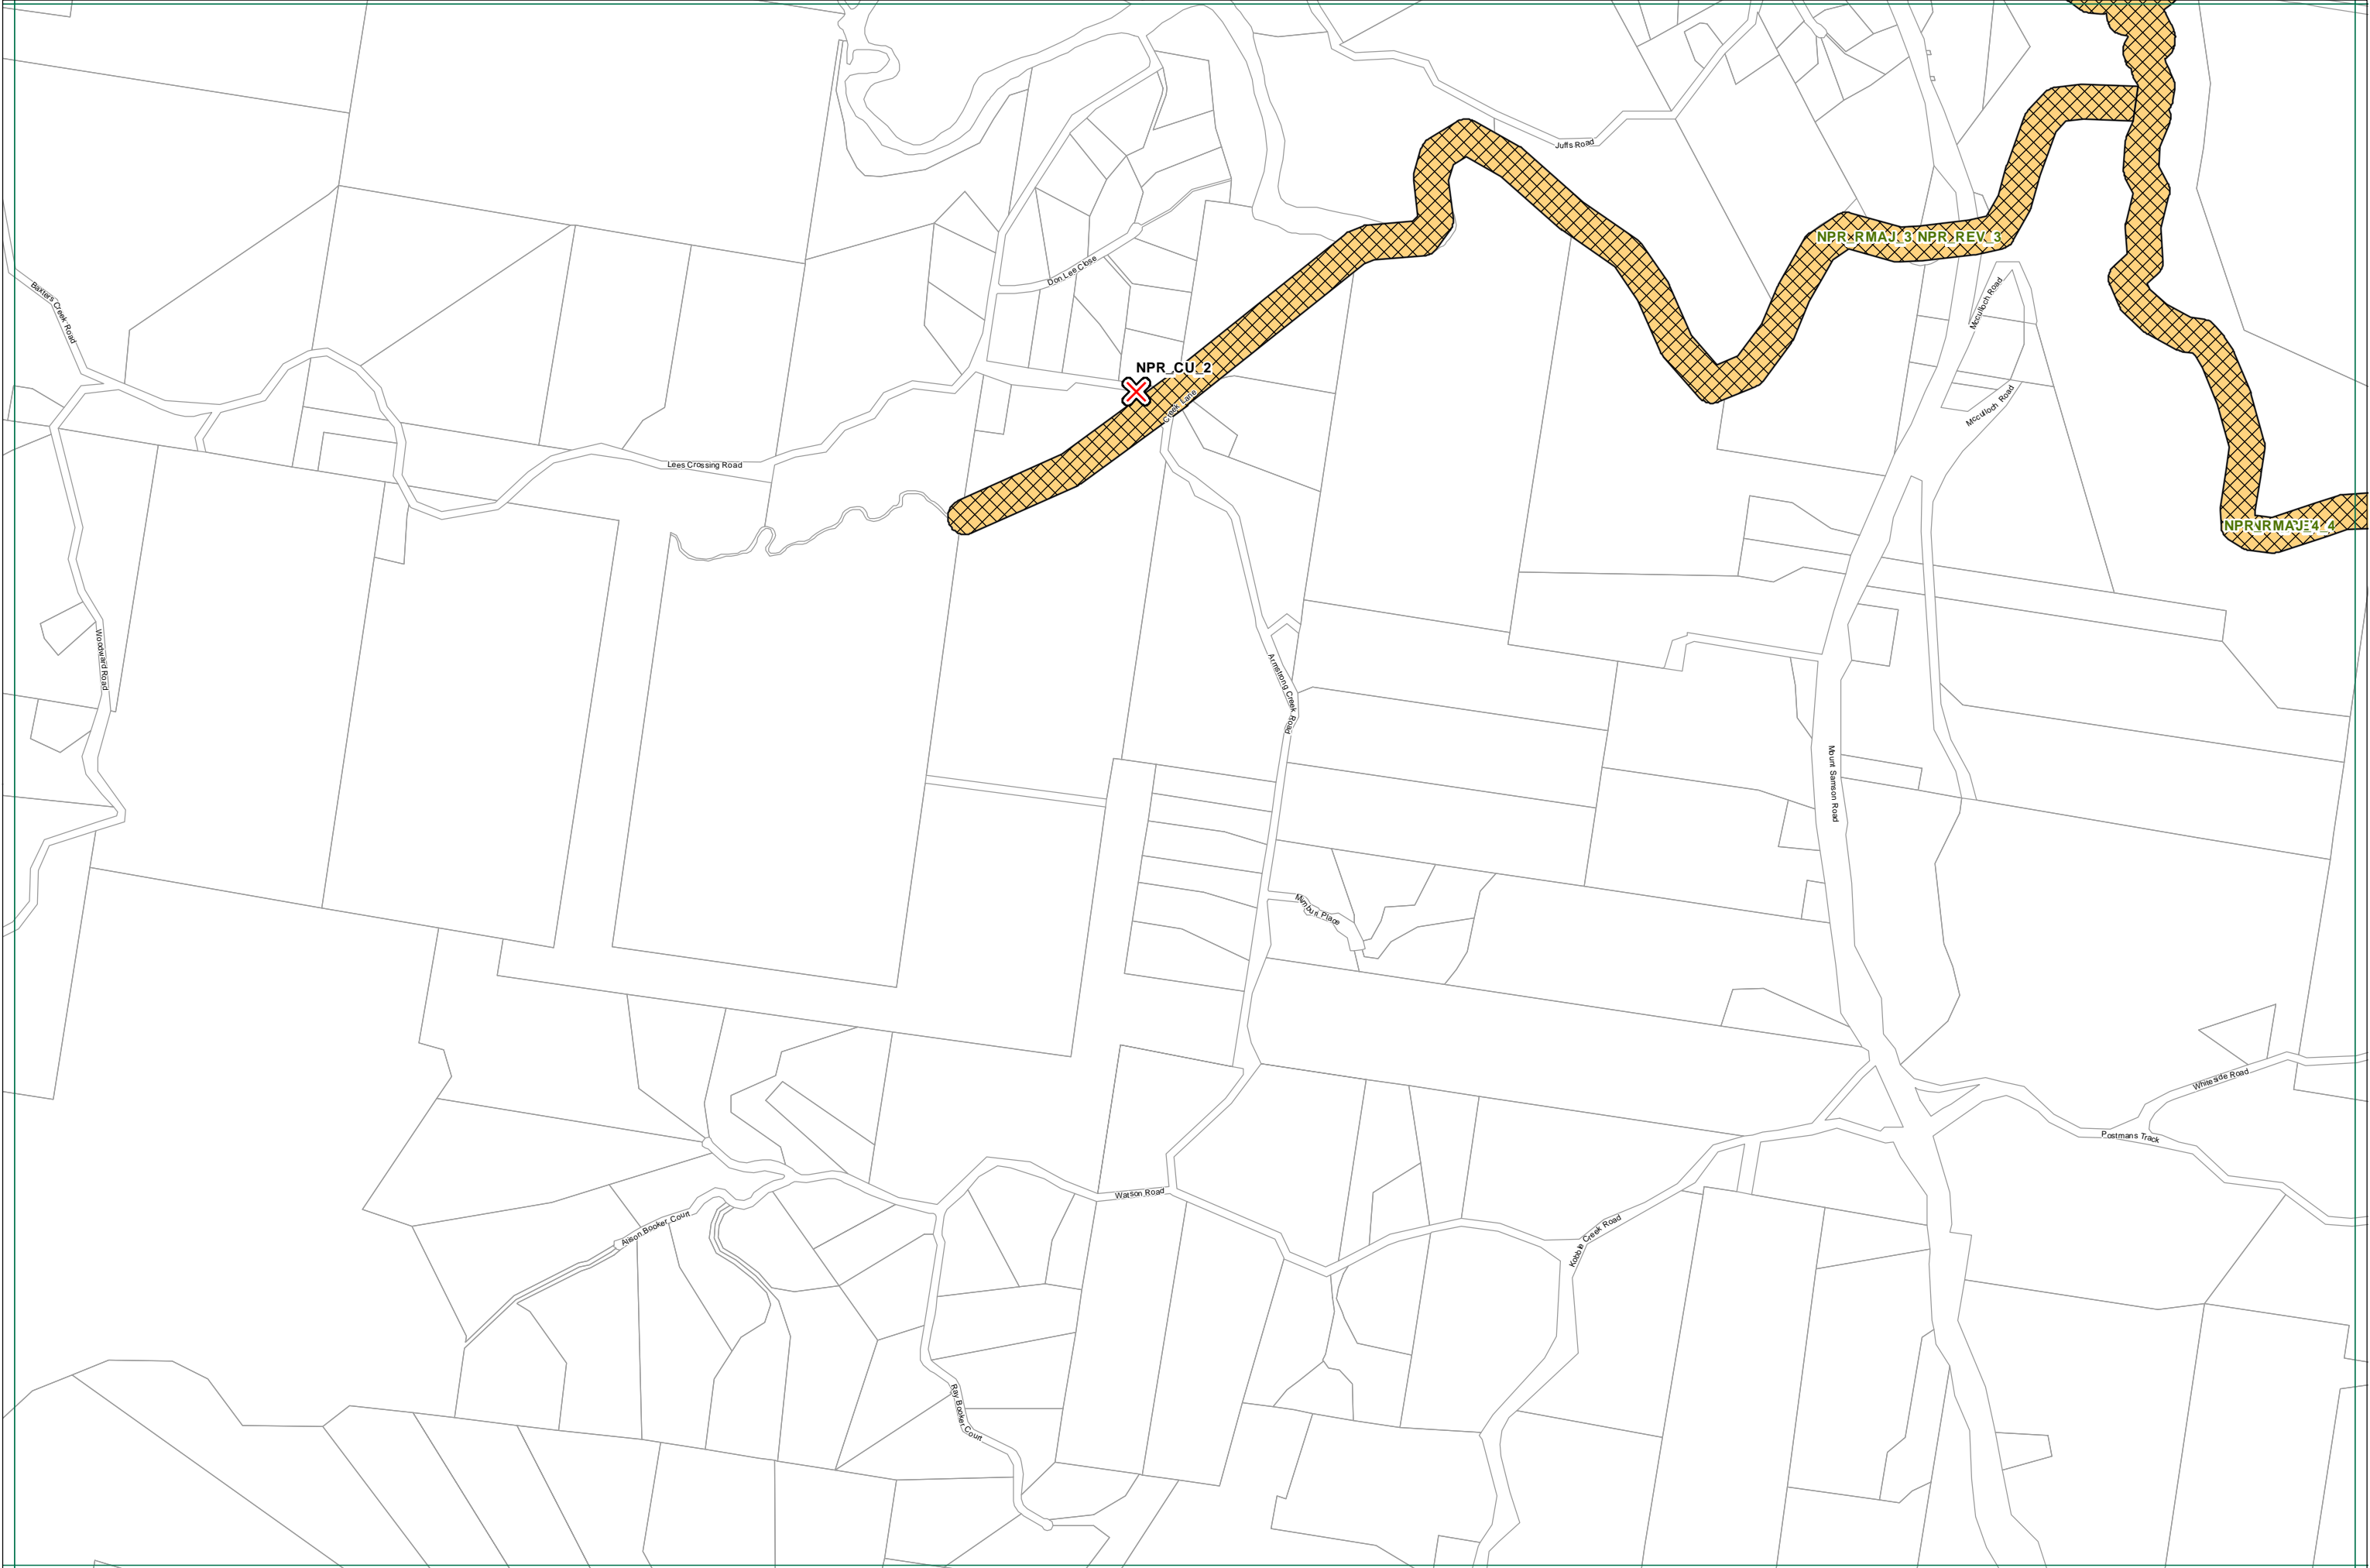 Juffs Road
NPR_RMAJ_3
NPR_REV_3
Don Lee Close
Baxters Creek Road
Mcculloch Road
NPR_CU_2
Creek Lane
Mcculloch Road
Lees Crossing Road
Woodward Road
Armstrong Creek Road
Mount Samson Road
Place
Whiteside Road
Postmans Track
Watson Road
Alison Booker Court
Kobble Creek Road
Ray Booker Court